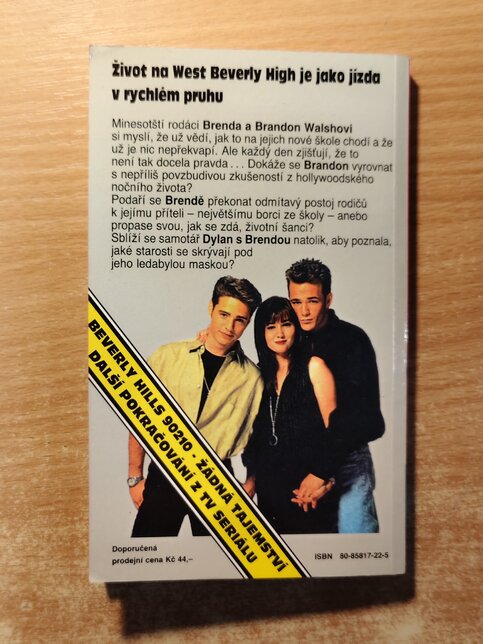 Život na West Beverly High je jako jízda
v rychlém pruhu
Minesotští rodáci Brenda a Brandon Walshovi
si myslí, že už vědí, jak to na jejich nové škole chodí a že
už je nic nepřekvapí. Ale každý den zjišťují, že to
není tak docela pravda... Dokáže se Brandon vyrovnat
s nepříliš povzbudivou zkušeností z hollywoodského
nočního života?
Podaří se Brendě překonat odmítavý postoj rodičů
k jejímu příteli – největšímu borci ze školy – anebo
propase svou, jak se zdá, životní šanci?
Sblíží se samotář Dylan s Brendou natolik, aby poznala,
jaké starosti se skrývají pod
jeho ledabylou maskou?
BEVERLY HILLS 90210 - ŽÁDNÁ TAJEMSTVÍ
DALŠÍ POKRAČOVÁNÍ Z TV SERIÁLU
Doporučená
prodejní cena Kč 44,–
ISBN 80-85817-22-5